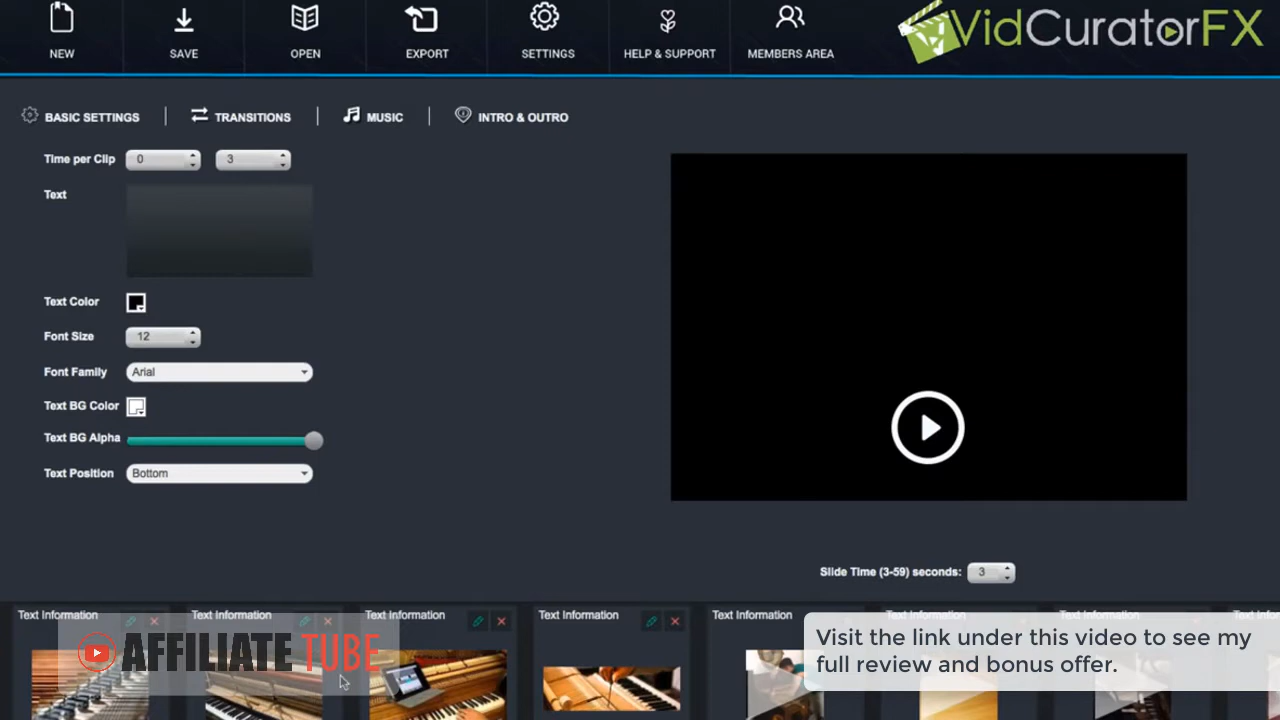 NEW
SAVE
OPEN
EXPORT
SETTINGS
HELP & SUPPORT
MEMBERS AREA
VidCuratorFX
BASIC SETTINGS
TRANSITIONS
MUSIC
INTRO & OUTRO
Time per Clip 0 3
Text
Text Color
Font Size 12
Font Family Arial
Text BG Color
Text BG Alpha
Text Position Bottom
Slide Time (3-59) seconds: 3
Text Information
Text Information
Text Information
Text Information
Text Information
AFFILIATE TUBE
Visit the link under this video to see my
full review and bonus offer.